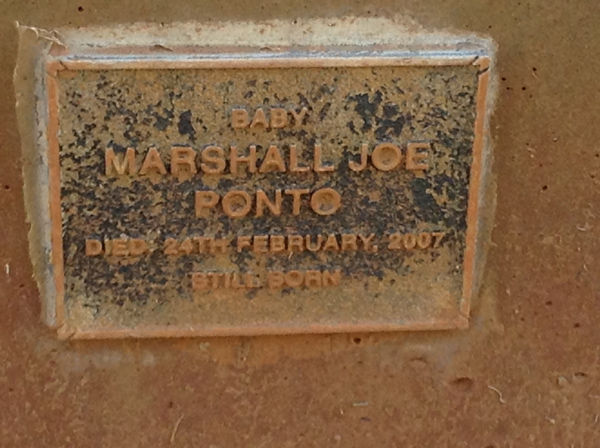 BABY
MARSHALL JOE
PONTO
DIED: 24TH FEBRUARY, 2007
STILL BORN